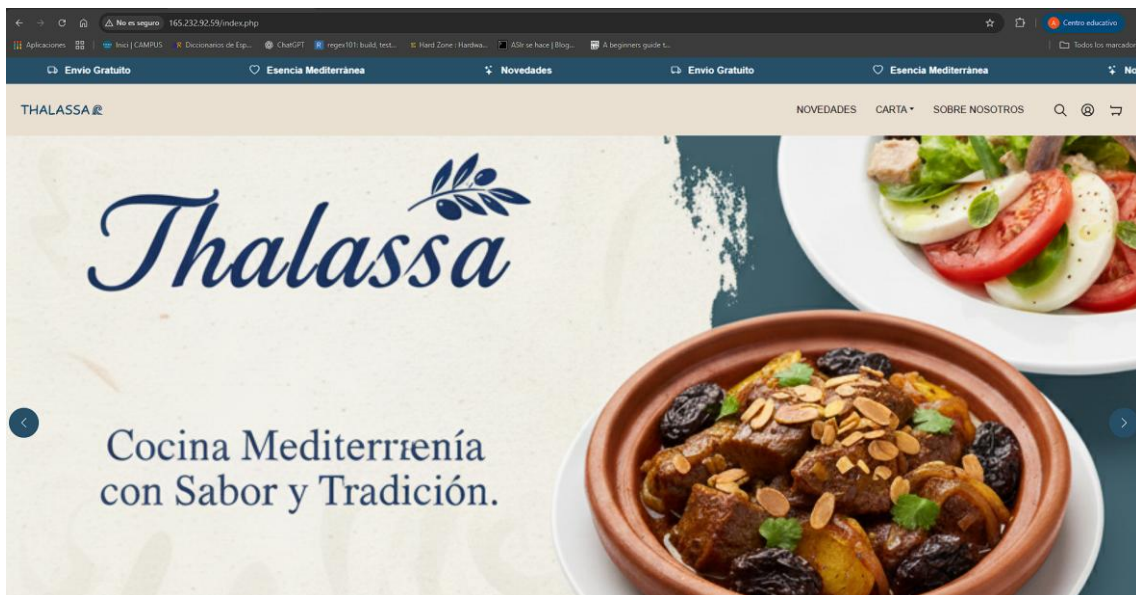 No es seguro 165.232.92.59/index.php Centro educativo
Aplicaciones Inici | CAMPUS Diccionarios de Esp... ChatGPT regex101: build, test... Hard Zone : Hardwa... ASIr se hace | Blog... A beginners guide t... Todos los marcador
Envio Gratuito Esencia Mediterránea Novedades Envio Gratuito Esencia Mediterránea No
THALASSA NOVEDADES CARTA SOBRE NOSOTROS
Thalassa
Cocina Mediterrrenía
con Sabor y Tradición.